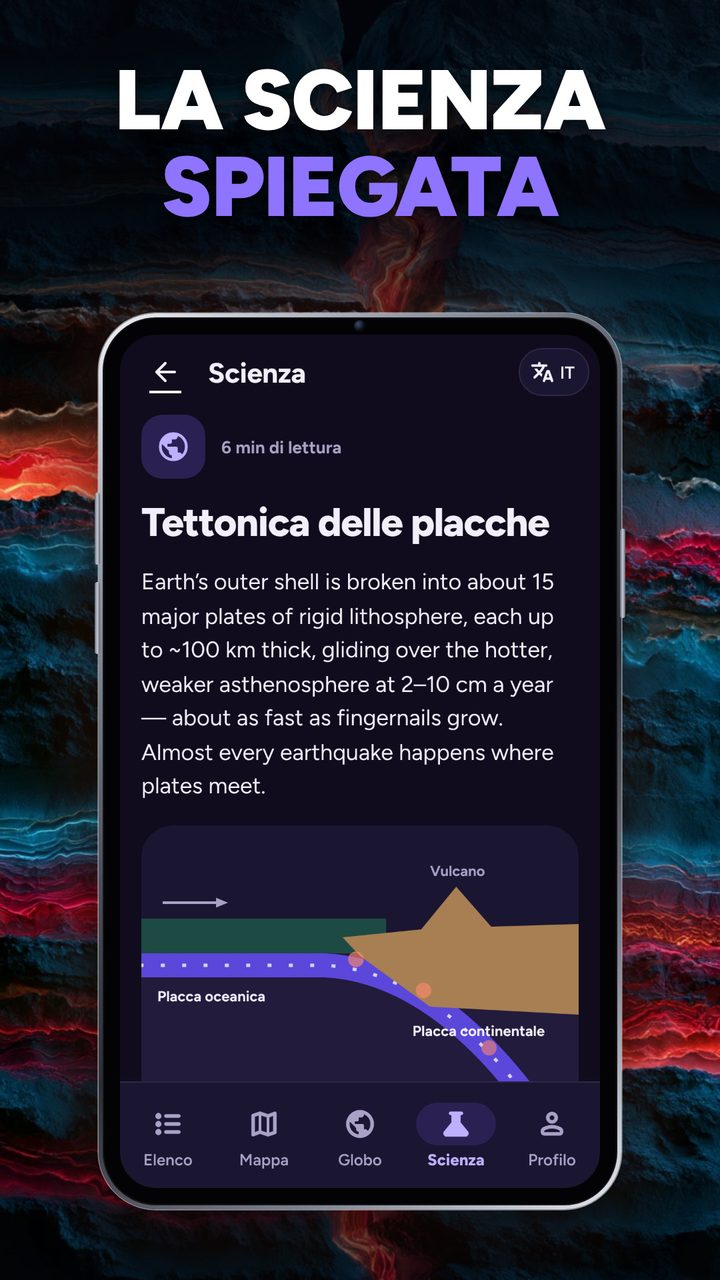 LA SCIENZA
SPIEGATA
Scienza
IT
6 min di lettura
Tettonica delle placche
Earth's outer shell is broken into about 15
major plates of rigid lithosphere, each up
to ~100 km thick, gliding over the hotter,
weaker asthenosphere at 2–10 cm a year
— about as fast as fingernails grow.
Almost every earthquake happens where
plates meet.
Vulcano
Placca oceanica
Placca continentale
Elenco
Mappa
Globo
Scienza
Profilo